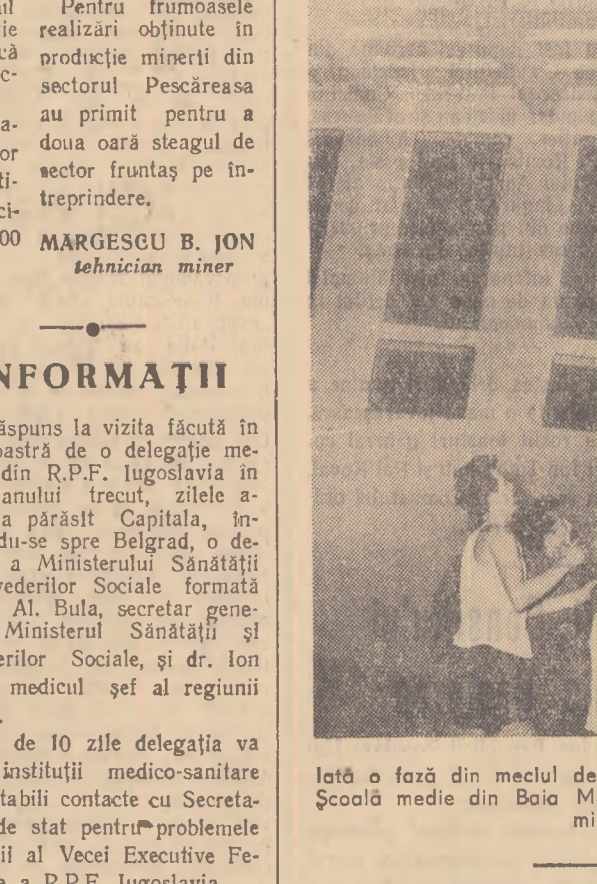 Pentru frumoasele
realizări obținute în
producție minerii din
sectorul Pescăreasa
au primit pentru a
doua oară steagul de
sector fruntaș pe în-
treprindere.
MARGESCU B. JON
tehnician miner
NFORMAȚII
ăspuns la vizita făcută în
oastră de o delegație me-
din R.P.F. Iugoslavia în
anului trecut, zilele a-
a părăsit Capitala, în-
du-se spre Belgrad, o de-
a Ministerului Sănătății
vederilor Sociale formată
Al. Bula, secretar gene-
Ministerul Sănătății și
erilor Sociale, și dr. Ion
medicul șef al regiunii
de 10 zile delegația va
instituții medico-sanitare
tabili contacte cu Secreta-
de stat pentru problemele
ii al Vecei Executive Fe-
a R.P.F. Iugoslavia
Iată o fază din meciul de
Școală medie din Baia M
mi